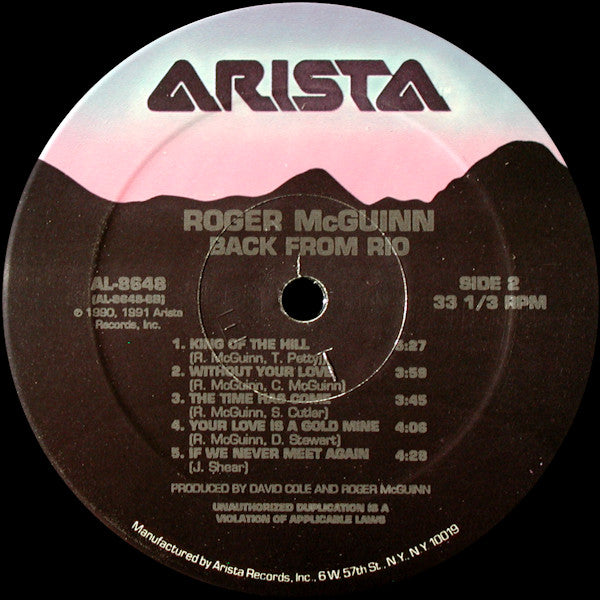 ARISTA
ROGER McGUINN
BACK FROM RIO
AL-8648
(AL-8648-SB)
℗ 1990, 1991 Arista
Records, Inc.
SIDE 2
33 1/3 RPM
1. KING OF THE HILL 5:27
(R. McGuinn, T. Petty)
2. WITHOUT YOUR LOVE 3:59
(R. McGuinn, C. McGuinn)
3. THE TIME HAS COME 3:45
(R. McGuinn, S. Cutler)
4. YOUR LOVE IS A GOLD MINE 4:06
(R. McGuinn, D. Stewart)
5. IF WE NEVER MEET AGAIN 4:28
(J. Shear)
PRODUCED BY DAVID COLE AND ROGER McGUINN
UNAUTHORIZED DUPLICATION IS A
VIOLATION OF APPLICABLE LAWS
Manufactured by Arista Records, Inc., 6 W. 57th St., N.Y., N.Y. 10019